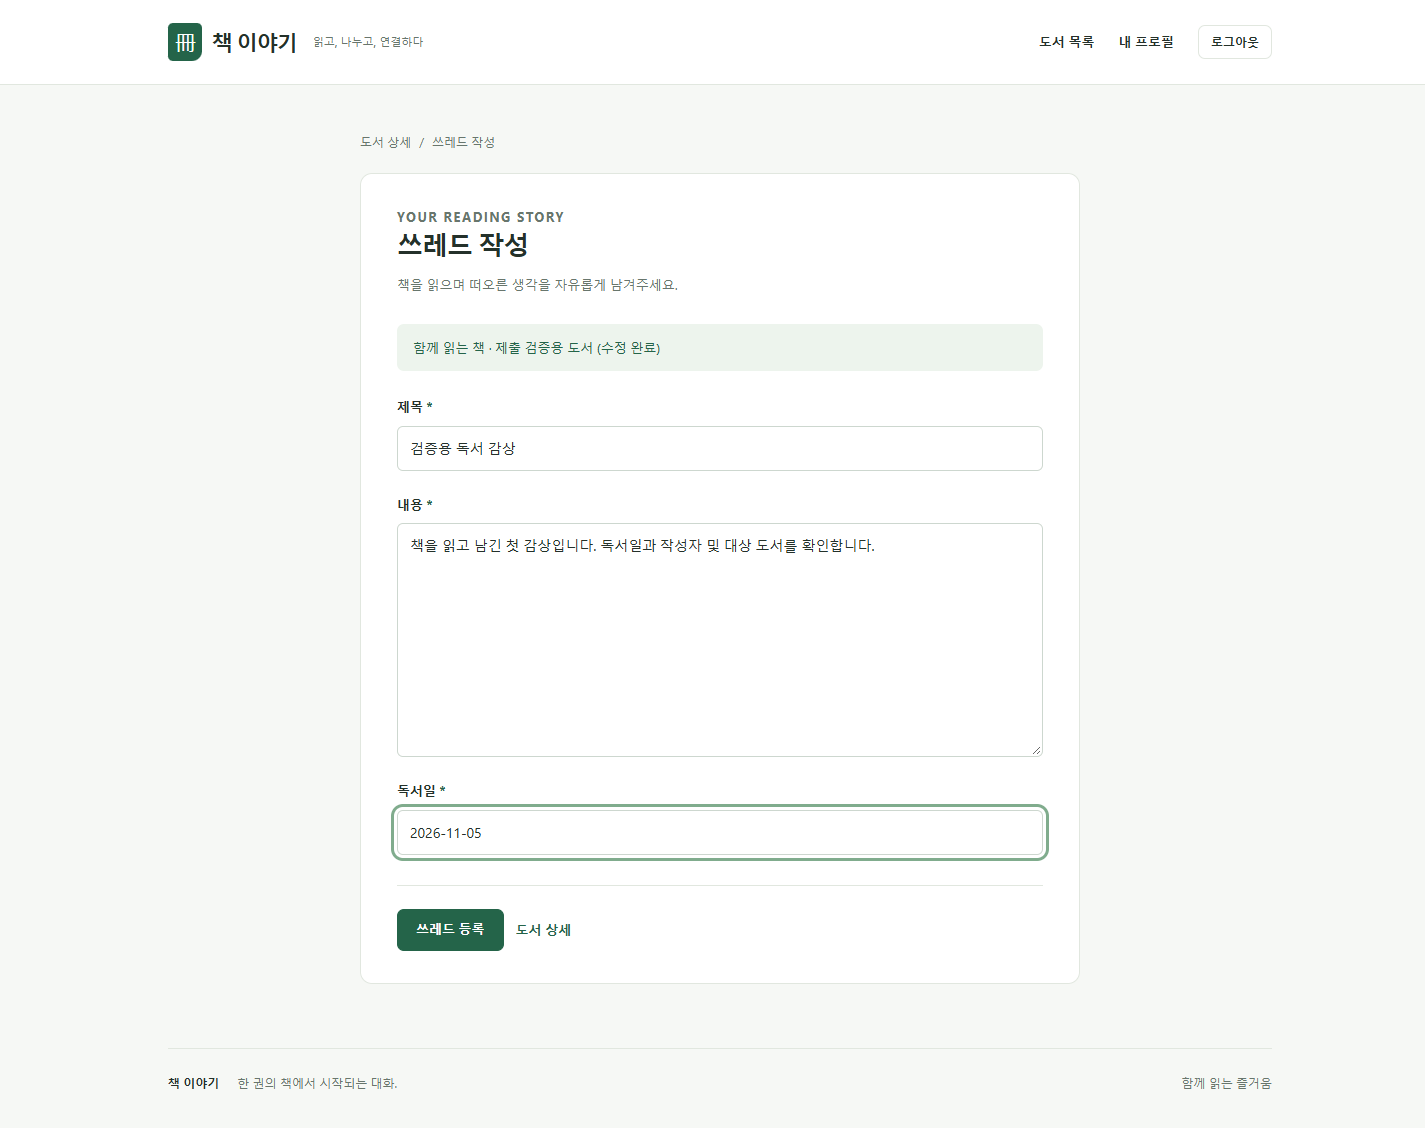 冊 책 이야기 읽고, 나누고, 연결하다 도서 목록 내 프로필 로그아웃
도서 상세 / 쓰레드 작성
YOUR READING STORY
쓰레드 작성
책을 읽으며 떠오른 생각을 자유롭게 남겨주세요.
함께 읽는 책 · 제출 검증용 도서 (수정 완료)
제목 *
검증용 독서 감상
내용 *
책을 읽고 남긴 첫 감상입니다. 독서일과 작성자 및 대상 도서를 확인합니다.
독서일 *
2026-11-05
쓰레드 등록 도서 상세
책 이야기 한 권의 책에서 시작되는 대화. 함께 읽는 즐거움